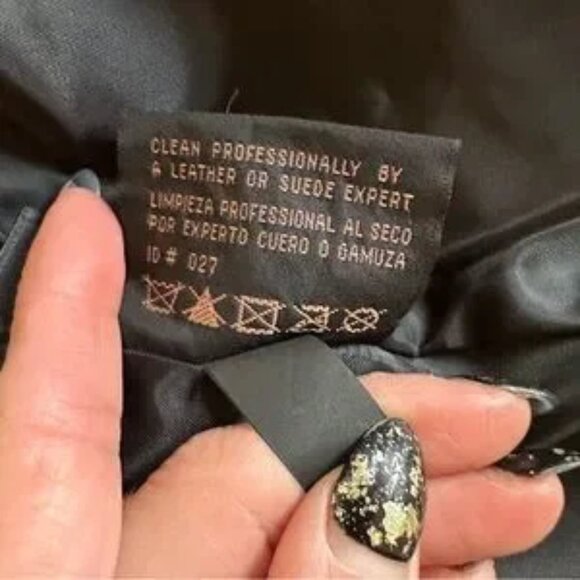 CLEAN PROFESSIONALLY BY
A LEATHER OR SUEDE EXPERT
LIMPIEZA PROFESSIONAL AL SECO
POR EXPERTO CUERO O GAMUZA
ID # 027